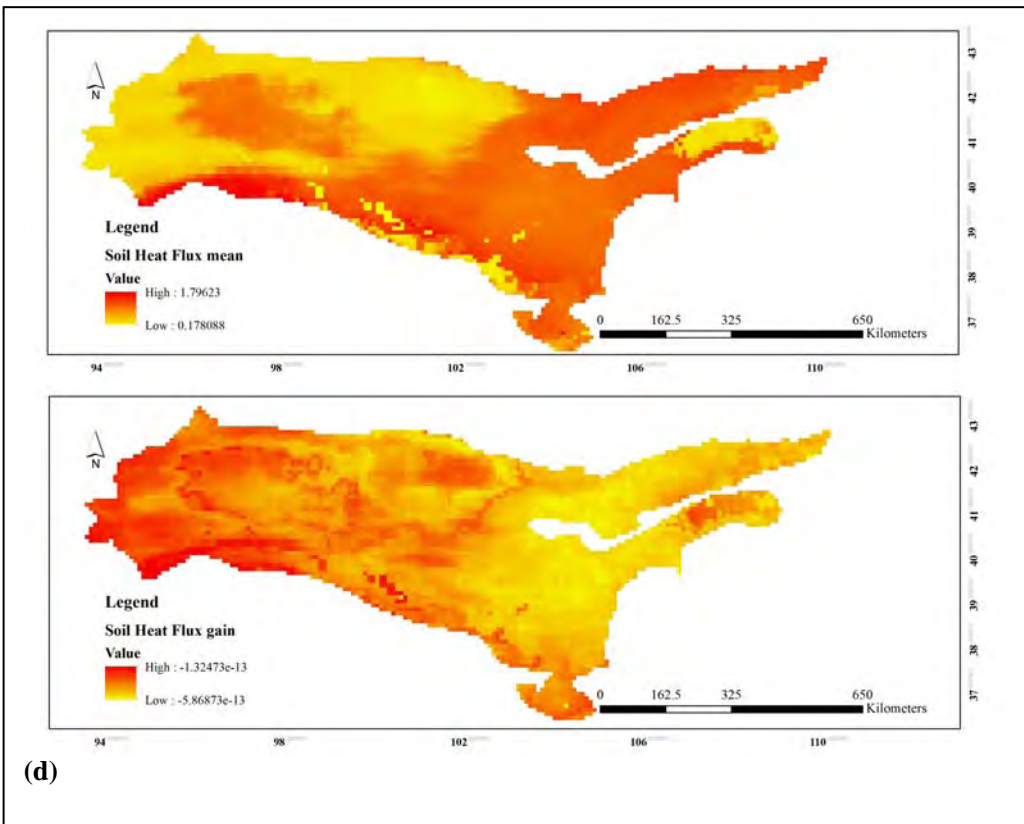 N
43
42
41
40
39
38
37
Legend
Soil Heat Flux mean
Value
High : 1.79623
Low : 0.178088
0 162.5 325 650
Kilometers
94 98 102 106 110
N
43
42
41
40
39
38
37
Legend
Soil Heat Flux gain
Value
High : -1.32473e-13
Low : -5.86873e-13
0 162.5 325 650
Kilometers
94 98 102 106 110
(d)